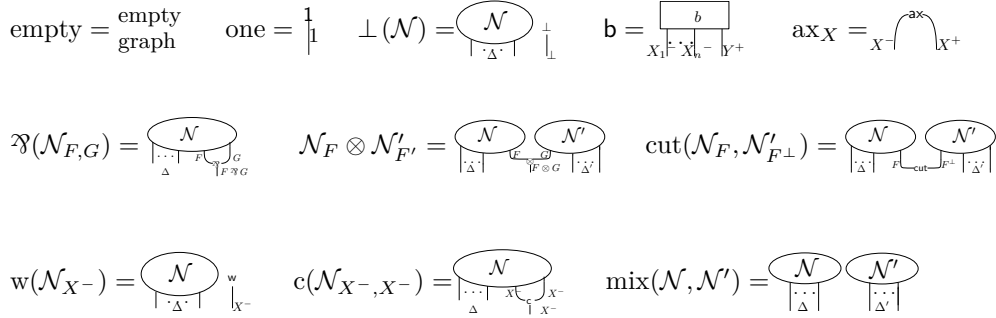 empty = empty graph one = 1 1 ⊥(𝒩) = 𝒩 Δ ⊥ ⊥ b = b X₁⁻ ... Xₙ⁻ Y⁺ ax_X = ax X⁻ X⁺
⅋(𝒩_{F,G}) = 𝒩 ... Δ F G ⅋ F ⅋ G 𝒩_F ⊗ 𝒩′_{F′} = 𝒩 𝒩′ ... Δ F G ⊗ F ⊗ G ... Δ′ cut(𝒩_F, 𝒩′_{F⊥}) = 𝒩 𝒩′ ... Δ F cut F^⊥ ... Δ′
w(𝒩_{X⁻}) = 𝒩 ... Δ w X⁻ c(𝒩_{X⁻,X⁻}) = 𝒩 ... Δ X⁻ X⁻ c X⁻ mix(𝒩, 𝒩′) = 𝒩 𝒩′ ... Δ ... Δ′